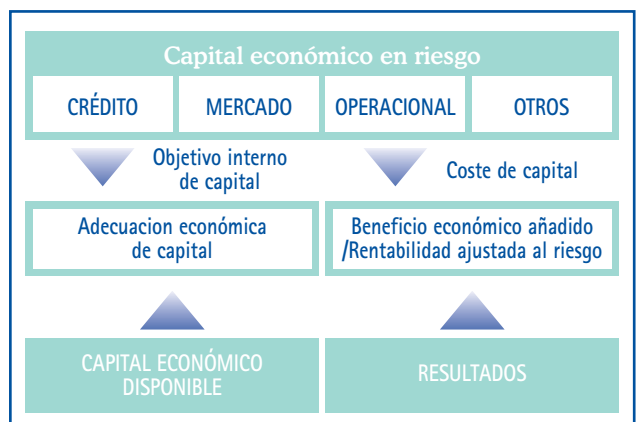 Capital económico en riesgo
CRÉDITO
MERCADO
OPERACIONAL
OTROS
Objetivo interno
de capital
Coste de capital
Adecuacion económica
de capital
Beneficio económico añadido
/Rentabilidad ajustada al riesgo
CAPITAL ECONÓMICO
DISPONIBLE
RESULTADOS